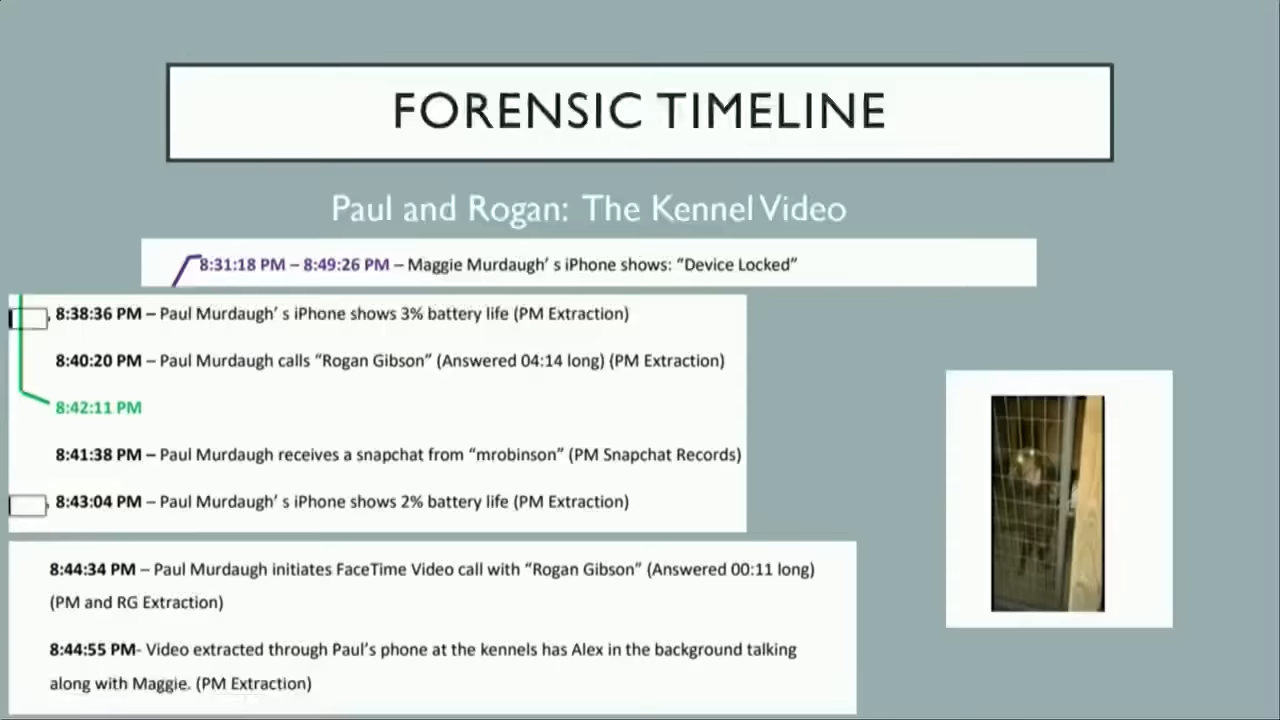 FORENSIC TIMELINE
Paul and Rogan: The Kennel Video
8:31:18 PM – 8:49:26 PM – Maggie Murdaugh’ s iPhone shows: “Device Locked”
8:38:36 PM – Paul Murdaugh’ s iPhone shows 3% battery life (PM Extraction)
8:40:20 PM – Paul Murdaugh calls “Rogan Gibson” (Answered 04:14 long) (PM Extraction)
8:42:11 PM
8:41:38 PM – Paul Murdaugh receives a snapchat from “mrobinson” (PM Snapchat Records)
8:43:04 PM – Paul Murdaugh’ s iPhone shows 2% battery life (PM Extraction)
8:44:34 PM – Paul Murdaugh initiates FaceTime Video call with “Rogan Gibson” (Answered 00:11 long)
(PM and RG Extraction)
8:44:55 PM- Video extracted through Paul’s phone at the kennels has Alex in the background talking
along with Maggie. (PM Extraction)